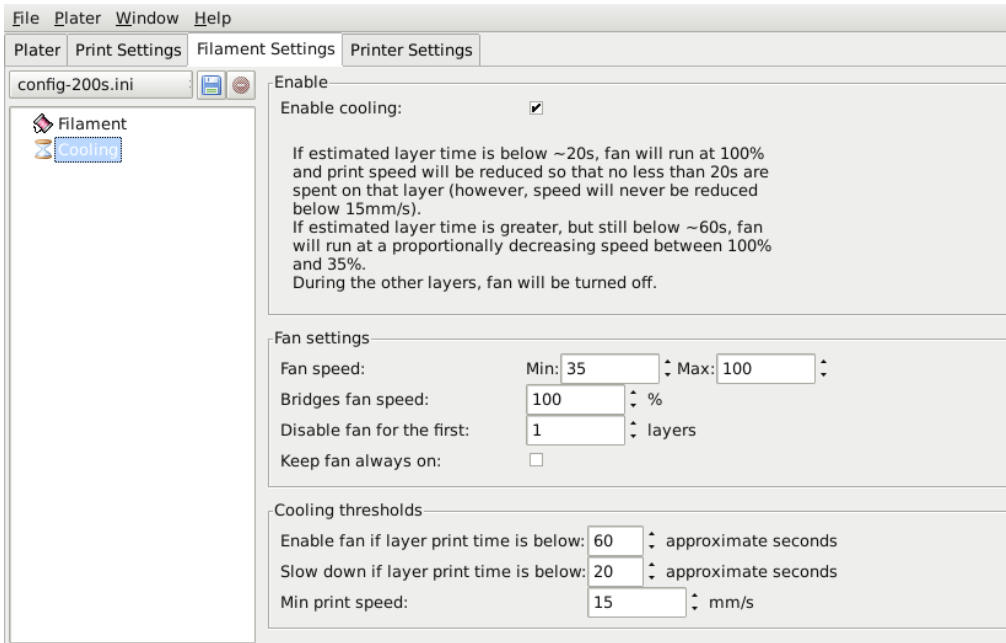 File Plater Window Help
Plater Print Settings Filament Settings Printer Settings
config-200s.ini
Filament
Cooling
Enable
Enable cooling:
If estimated layer time is below ~20s, fan will run at 100%
and print speed will be reduced so that no less than 20s are
spent on that layer (however, speed will never be reduced
below 15mm/s).
If estimated layer time is greater, but still below ~60s, fan
will run at a proportionally decreasing speed between 100%
and 35%.
During the other layers, fan will be turned off.
Fan settings
Fan speed: Min: 35 Max: 100
Bridges fan speed: 100 %
Disable fan for the first: 1 layers
Keep fan always on:
Cooling thresholds
Enable fan if layer print time is below: 60 approximate seconds
Slow down if layer print time is below: 20 approximate seconds
Min print speed: 15 mm/s